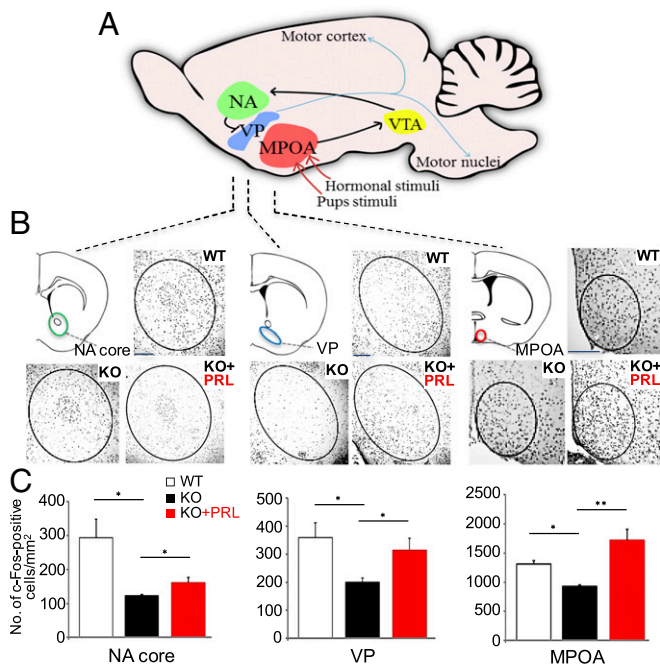 A
Motor cortex
NA
VP
MPOA
VTA
Motor nuclei
Hormonal stimuli
Pups stimuli
B
WT
NA core
KO
KO+
PRL
WT
VP
KO
KO+
PRL
WT
MPOA
KO
KO+
PRL
C
WT
KO
KO+PRL
No. of c-Fos-positive
cells/mm2
400
300
200
100
0
*
*
NA core
500
400
300
200
100
0
*
*
VP
2500
2000
1500
1000
500
0
*
**
MPOA